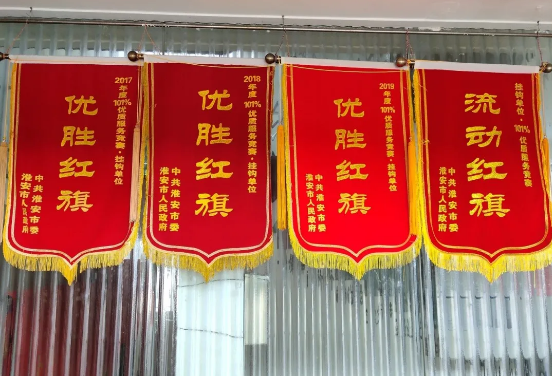 2017年度101%优质服务竞赛·挂钩单位
优胜红旗
中共淮安市委
淮安市人民政府
2018年度101%优质服务竞赛·挂钩单位
优胜红旗
中共淮安市委
淮安市人民政府
2019年度101%优质服务竞赛·挂钩单位
优胜红旗
中共淮安市委
淮安市人民政府
挂钩单位·101%优质服务竞赛
流动红旗
中共淮安市委
淮安市人民政府